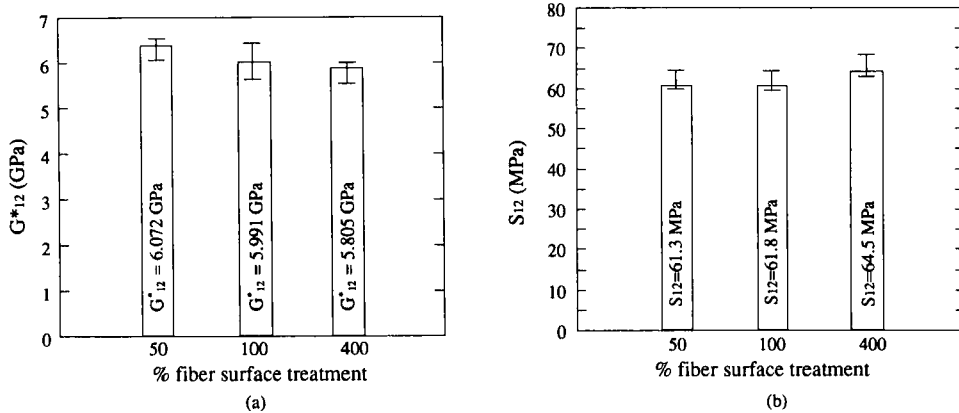 7
6
5
4
3
2
1
0
G*12 (GPa)
G*12 = 6.072 GPa
G*12 = 5.991 GPa
G*12 = 5.805 GPa
50
100
400
% fiber surface treatment
(a)
80
70
60
50
40
30
20
10
0
S12 (MPa)
S12=61.3 MPa
S12=61.8 MPa
S12=64.5 MPa
50
100
400
% fiber surface treatment
(b)